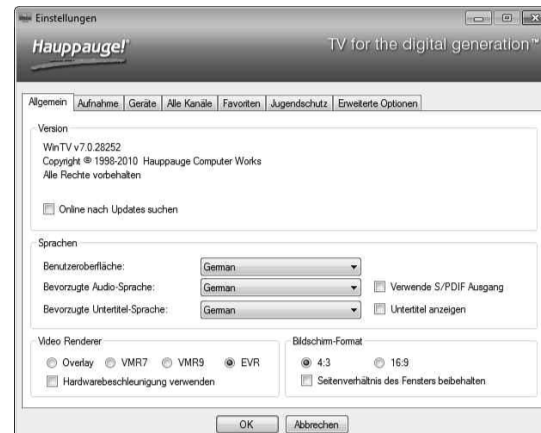 Einstellungen
Hauppauge!
TV for the digital generation™
Allgemein Aufnahme Geräte Alle Kanäle Favoriten Jugendschutz Erweiterte Optionen
Version
WinTV v7.0.28252
Copyright © 1998-2010 Hauppauge Computer Works
Alle Rechte vorbehalten
Online nach Updates suchen
Sprachen
Benutzeroberfläche: German
Bevorzugte Audio-Sprache: German Verwende S/PDIF Ausgang
Bevorzugte Untertitel-Sprache: German Untertitel anzeigen
Video Renderer
Overlay VMR7 VMR9 EVR
Hardwarebeschleunigung verwenden
Bildschirm-Format
4:3 16:9
Seitenverhältnis des Fensters beibehalten
OK Abbrechen